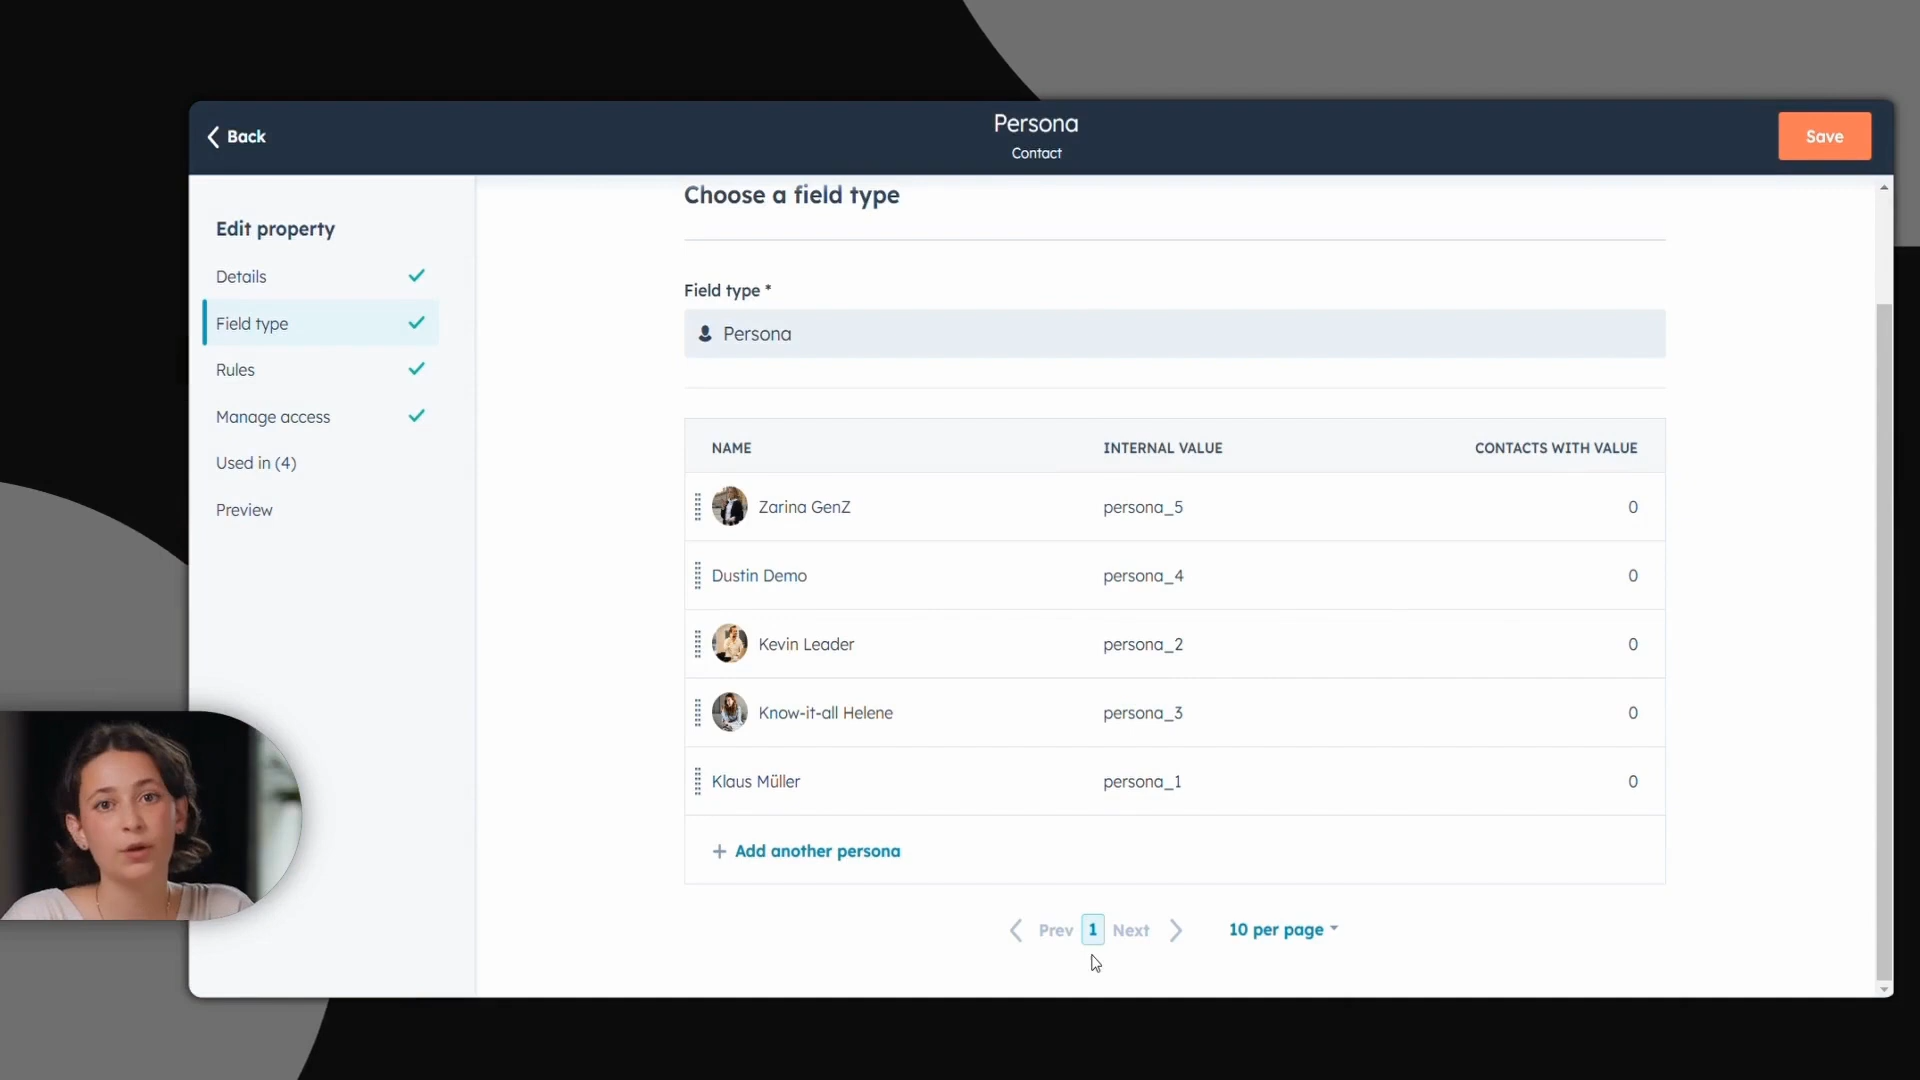 Back
Persona
Contact
Save
Edit property
Details
Field type
Rules
Manage access
Used in (4)
Preview
Choose a field type
Field type *
Persona
NAME INTERNAL VALUE CONTACTS WITH VALUE
Zarina GenZ persona_5 0
Dustin Demo persona_4 0
Kevin Leader persona_2 0
Know-it-all Helene persona_3 0
Klaus Müller persona_1 0
+ Add another persona
Prev 1 Next 10 per page